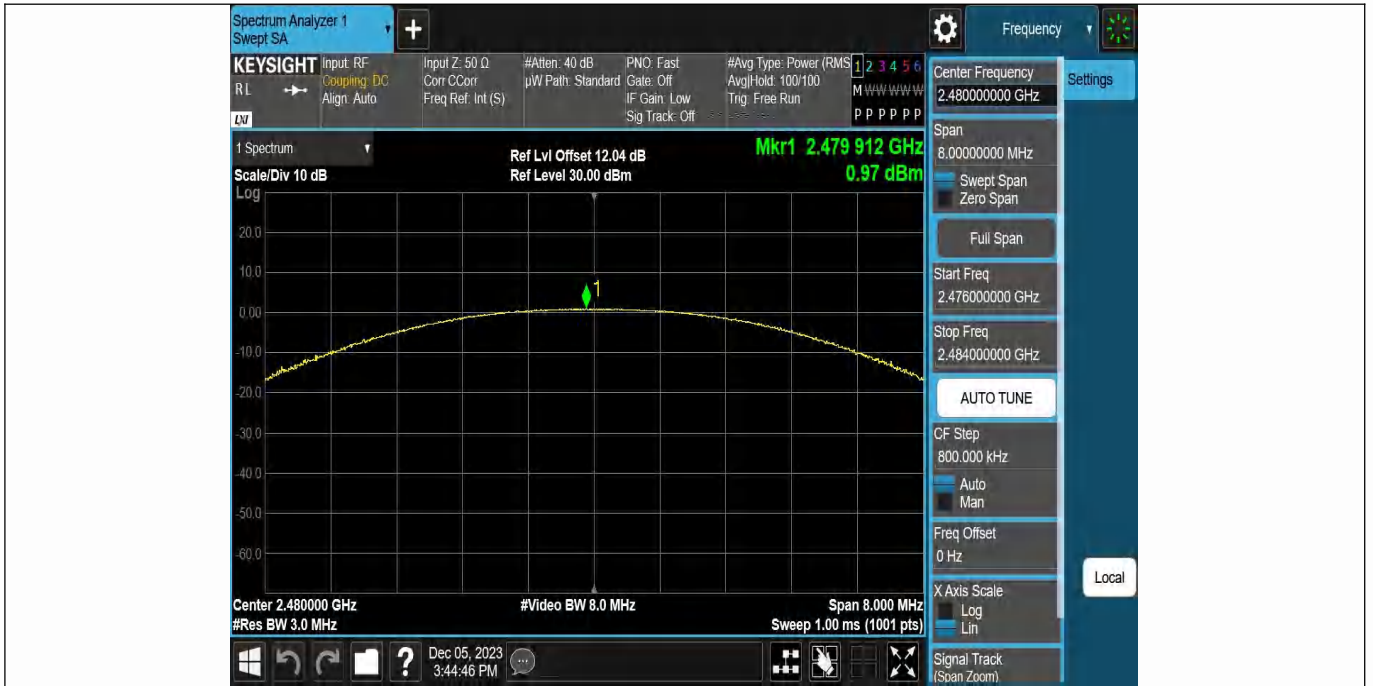 Spectrum Analyzer 1
Swept SA
+
Frequency
KEYSIGHT
R L
LXI
Input: RF
Coupling: DC
Align: Auto
Input Z: 50 Ω
Corr CCorr
Freq Ref: Int (S)
#Atten: 40 dB
µW Path: Standard
PNO: Fast
Gate: Off
IF Gain: Low
Sig Track: Off
#Avg Type: Power (RMS
Avg|Hold: 100/100
Trig: Free Run
1 2 3 4 5 6
M W W W W W
P P P P P P
1 Spectrum
Scale/Div 10 dB
Ref Lvl Offset 12.04 dB
Ref Level 30.00 dBm
Mkr1 2.479 912 GHz
0.97 dBm
Log
20.0
10.0
0.00
-10.0
-20.0
-30.0
-40.0
-50.0
-60.0
1
Center 2.480000 GHz
#Res BW 3.0 MHz
#Video BW 8.0 MHz
Span 8.000 MHz
Sweep 1.00 ms (1001 pts)
?
Dec 05, 2023
3:44:46 PM
Center Frequency
2.480000000 GHz
Settings
Span
8.00000000 MHz
Swept Span
Zero Span
Full Span
Start Freq
2.476000000 GHz
Stop Freq
2.484000000 GHz
AUTO TUNE
CF Step
800.000 kHz
Auto
Man
Freq Offset
0 Hz
X Axis Scale
Log
Lin
Local
Signal Track
(Span Zoom)